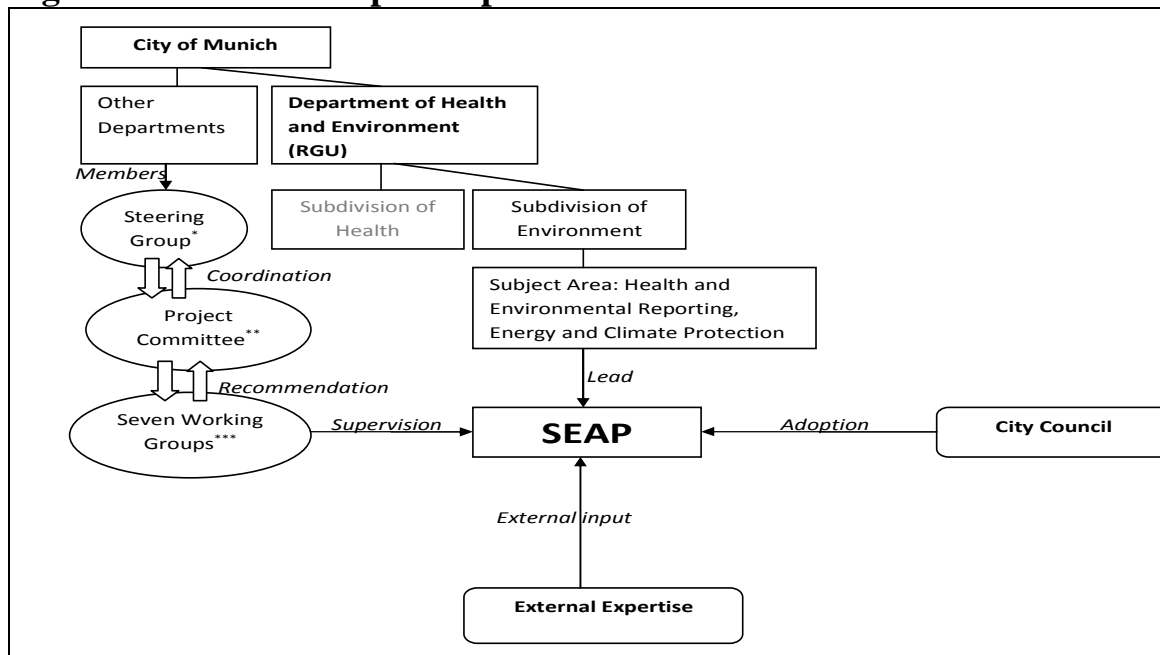 City of Munich
Other
Departments
Department of Health
and Environment
(RGU)
Members
Subdivision of
Health
Subdivision of
Environment
Steering
Group*
Coordination
Subject Area: Health and
Environmental Reporting,
Energy and Climate Protection
Project
Committee**
Lead
Recommendation
Seven Working
Groups***
Supervision
SEAP
Adoption
City Council
External input
External Expertise